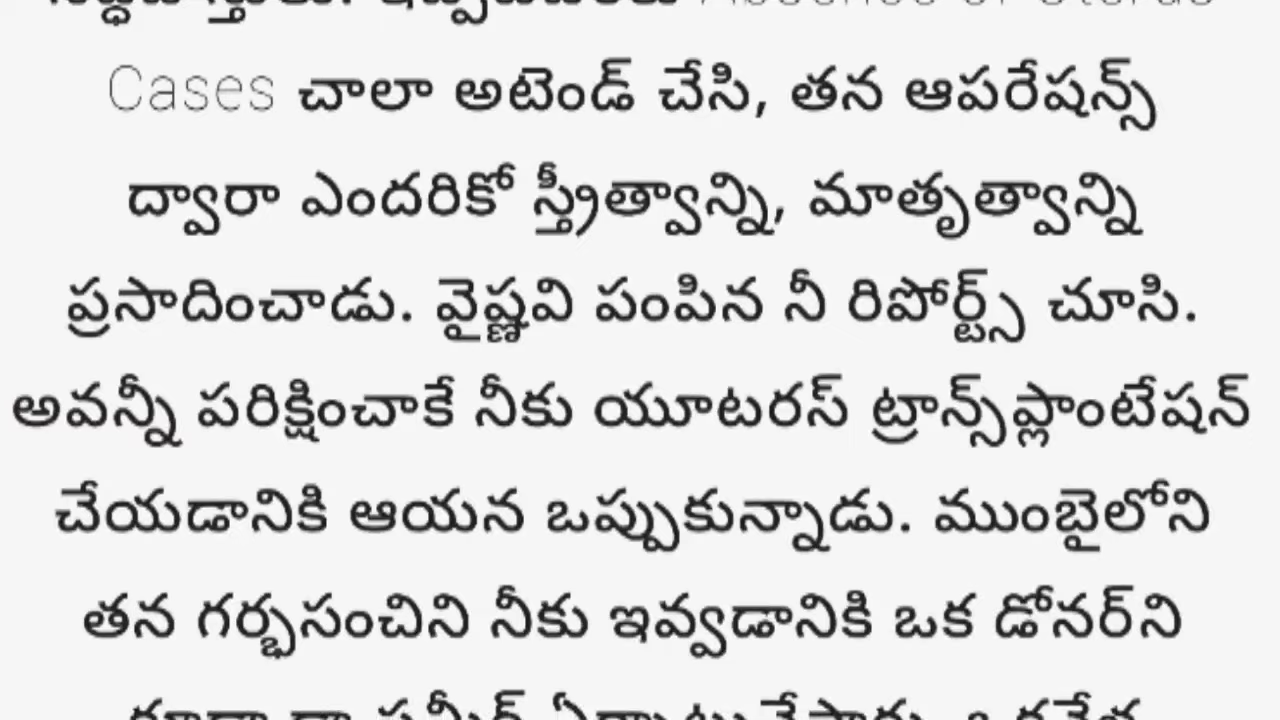 Cases చాలా అటెండ్ చేసి, తన ఆపరేషన్స్
ద్వారా ఎందరికో స్త్రీత్వాన్ని, మాతృత్వాన్ని
ప్రసాదించాడు. వైష్ణవి పంపిన నీ రిపోర్ట్స్ చూసి.
అవన్నీ పరిక్షించాకే నీకు యూటరస్ ట్రాన్స్‌ప్లాంటేషన్
చేయడానికి ఆయన ఒప్పుకున్నాడు. ముంబైలోని
తన గర్భసంచిని నీకు ఇవ్వడానికి ఒక డోనర్‌ని